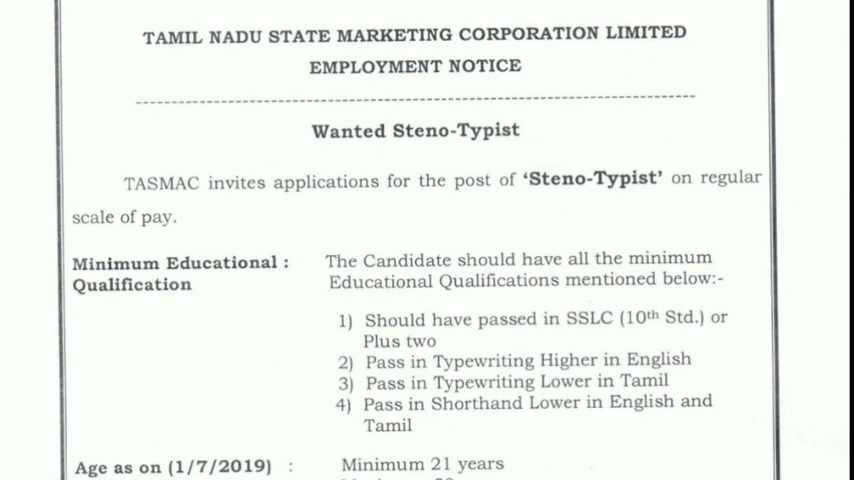 TAMIL NADU STATE MARKETING CORPORATION LIMITED
EMPLOYMENT NOTICE
Wanted Steno-Typist
TASMAC invites applications for the post of ‘Steno-Typist’ on regular
scale of pay.
Minimum Educational : The Candidate should have all the minimum
Qualification Educational Qualifications mentioned below:-
1) Should have passed in SSLC (10th Std.) or
Plus two
2) Pass in Typewriting Higher in English
3) Pass in Typewriting Lower in Tamil
4) Pass in Shorthand Lower in English and
Tamil
Age as on (1/7/2019) : Minimum 21 years